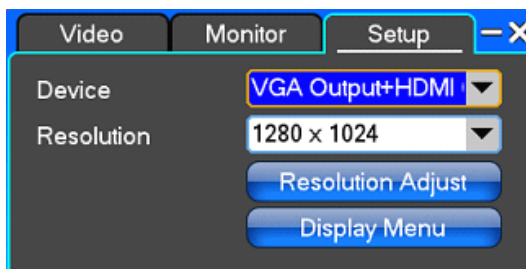 Video Monitor Setup
Device VGA Output+HDMI
Resolution 1280 x 1024
Resolution Adjust
Display Menu